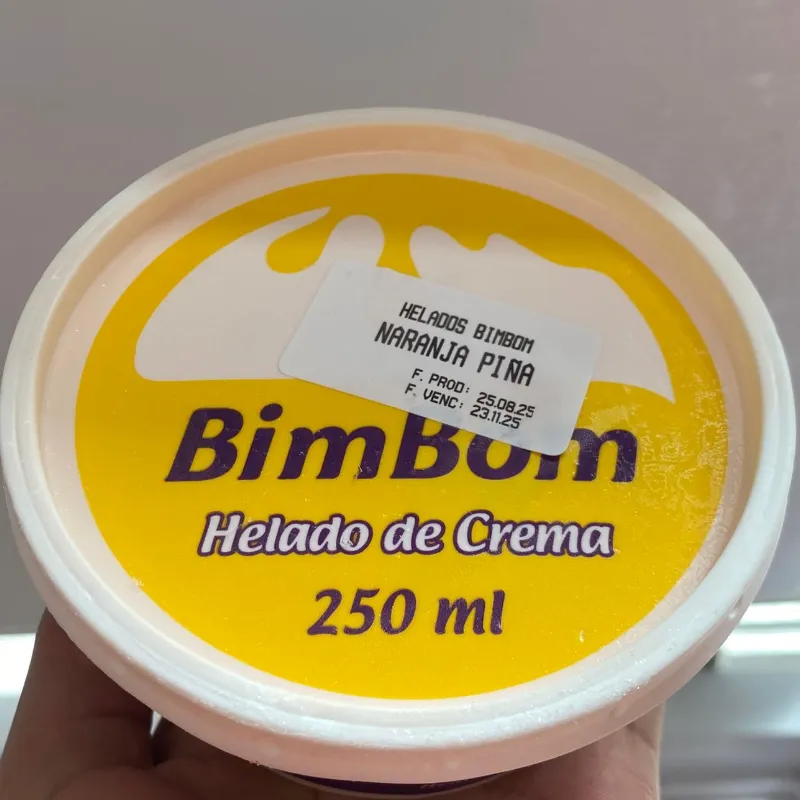 HELADOS BIMBOM
NARANJA PIÑA
F. PROD: 25.08.25
F. VENC: 23.11.25
BimBom
Helado de Crema
250 ml